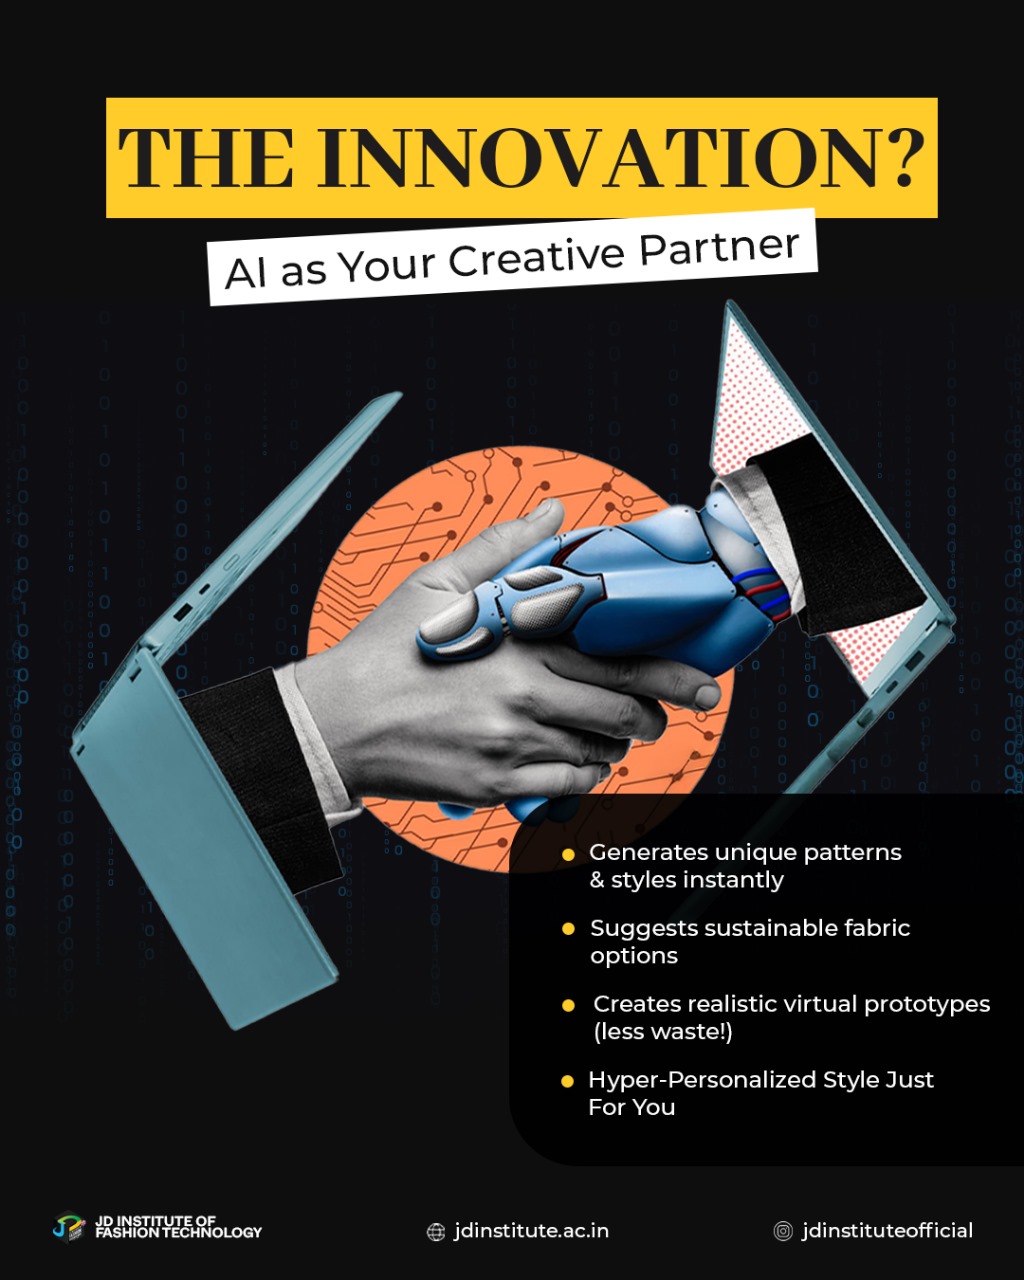 THE INNOVATION?
AI as Your Creative Partner
Generates unique patterns
& styles instantly
Suggests sustainable fabric
options
Creates realistic virtual prototypes
(less waste!)
Hyper-Personalized Style Just
For You
JD INSTITUTE OF
FASHION TECHNOLOGY
jdinstitute.ac.in
jdinstituteofficial